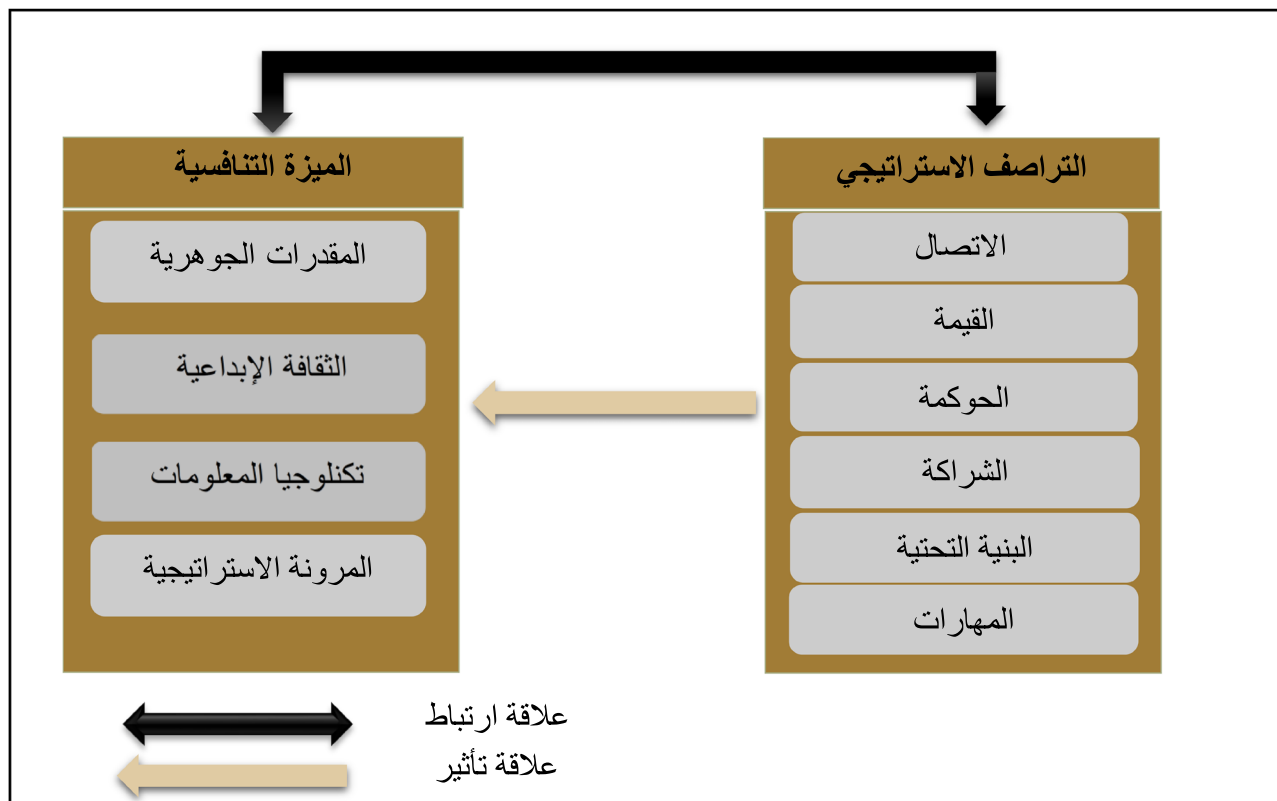 التراصف الاستراتيجي
الاتصال
القيمة
الحوكمة
الشراكة
البنية التحتية
المهارات
الميزة التنافسية
المقدرات الجوهرية
الثقافة الإبداعية
تكنلوجيا المعلومات
المرونة الاستراتيجية
علاقة ارتباط
علاقة تأثير